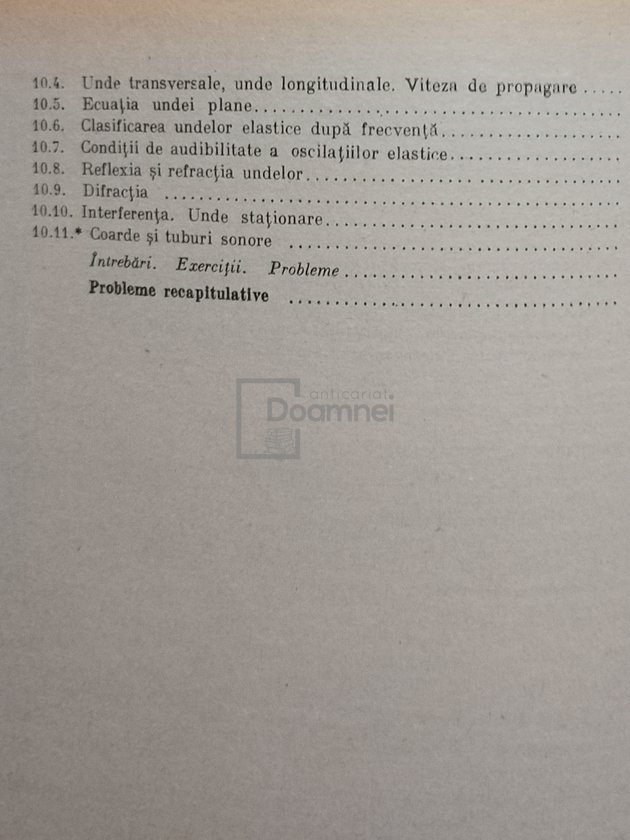 10.4. Unde transversale, unde longitudinale. Viteza de propagare .....
10.5. Ecuația undei plane
10.6. Clasificarea undelor elastice după frecvență
10.7. Condiții de audibilitate a oscilațiilor elastice
10.8. Reflexia și refracția undelor
10.9. Difracția
10.10. Interferența. Unde staționare
10.11.* Coarde și tuburi sonore
Întrebări. Exerciții. Probleme
Probleme recapitulative
anticariat
Doamnei